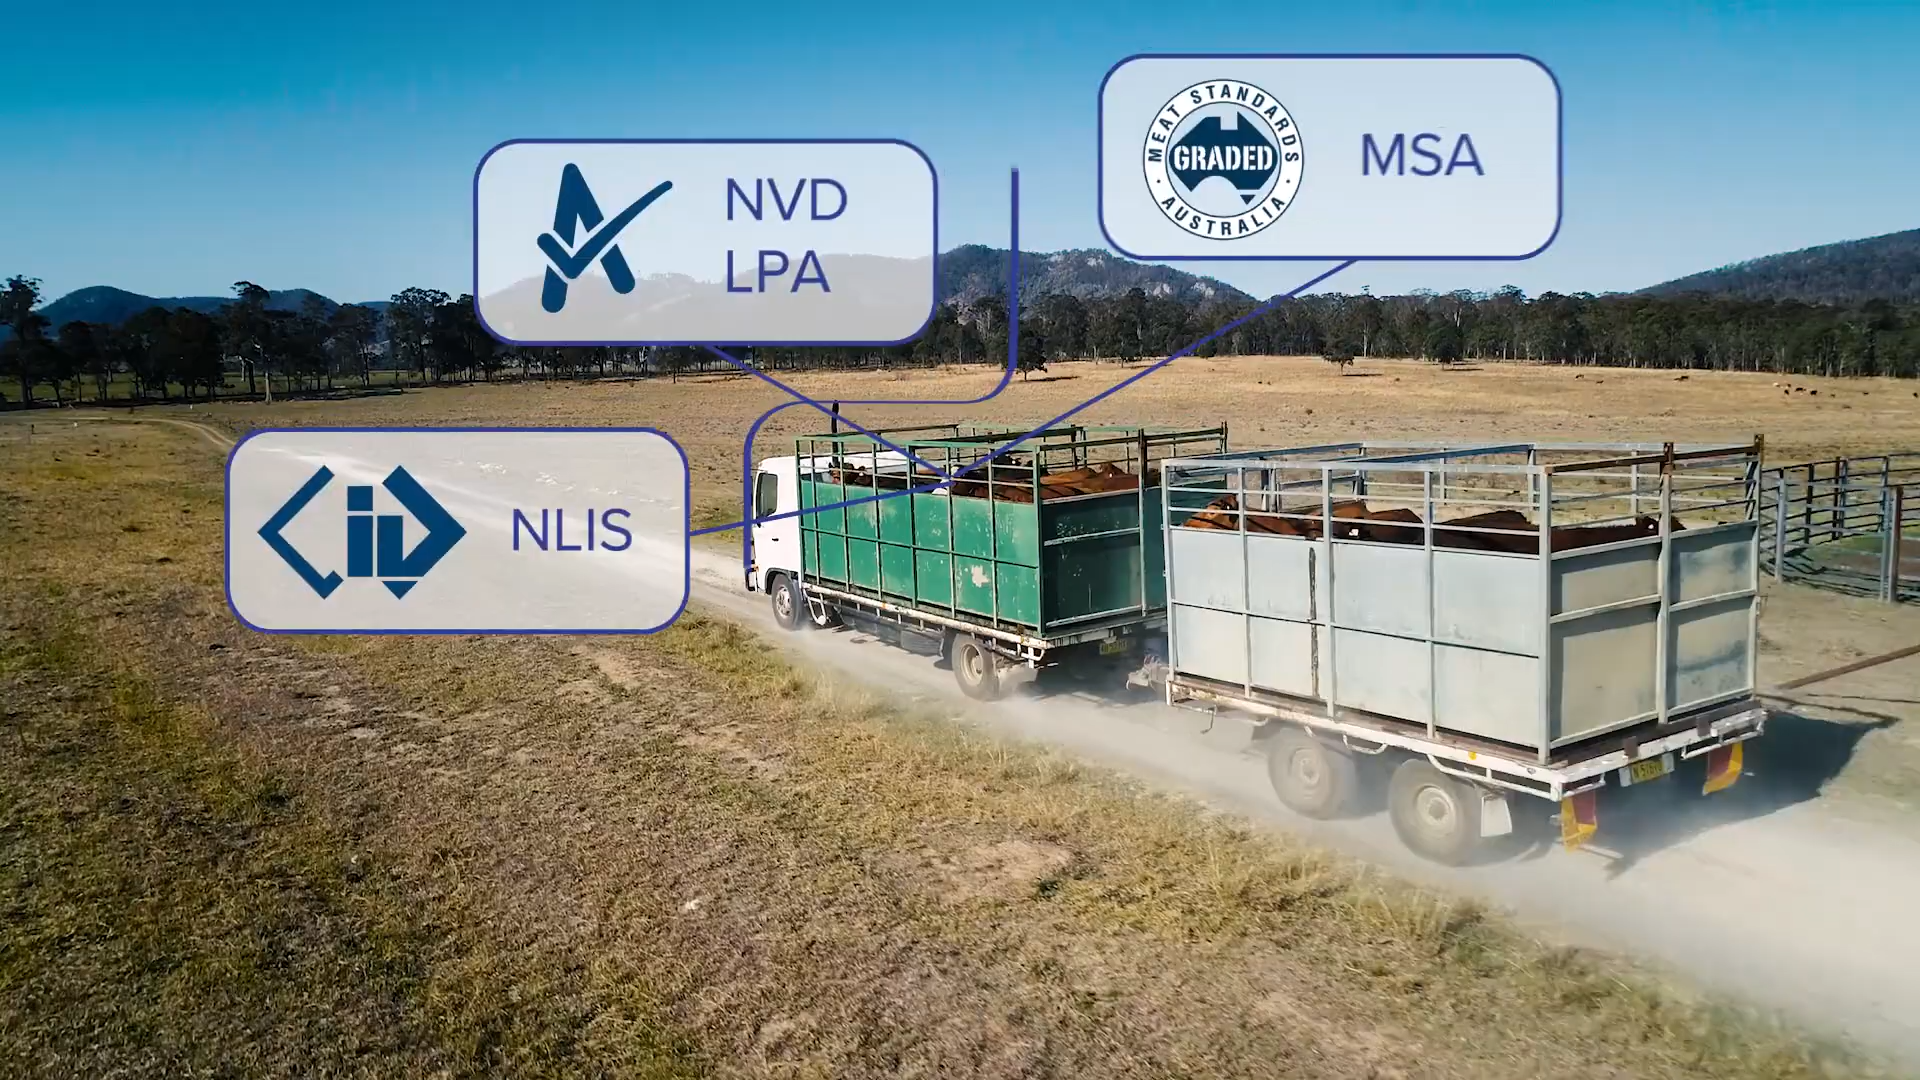 NVD
LPA
MEAT STANDARDS
GRADED
AUSTRALIA
MSA
NLIS